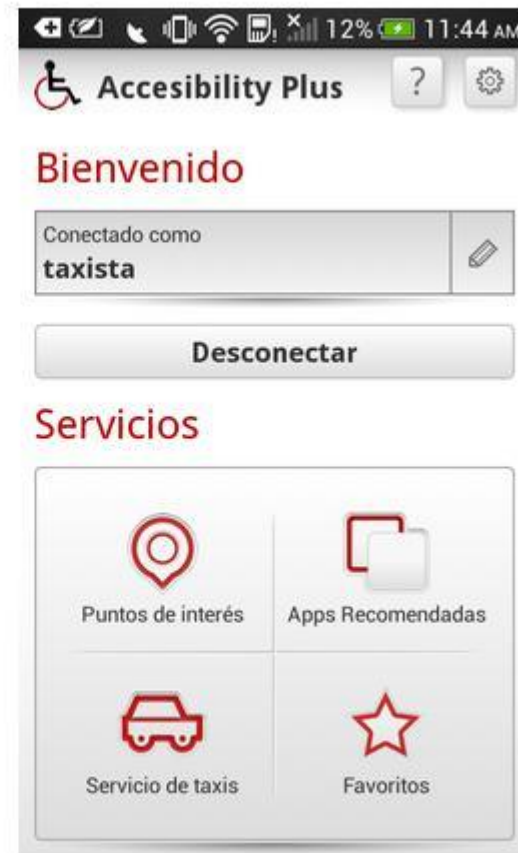 12% 11:44 AM
Accesibility Plus ?
Bienvenido
Conectado como
taxista
Desconectar
Servicios
Puntos de interés Apps Recomendadas
Servicio de taxis Favoritos